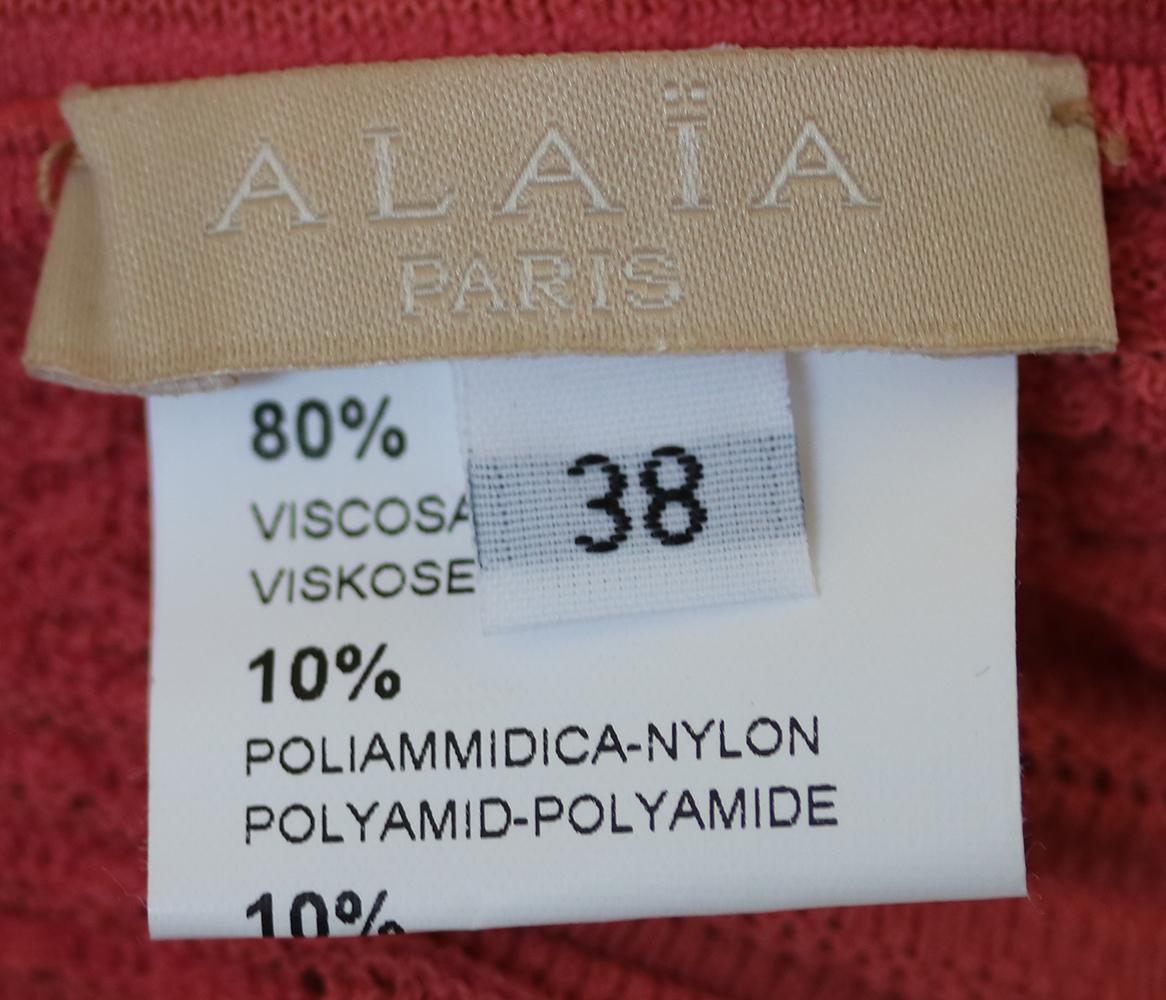 ALAÏA
PARIS
80%
38
VISCOSA
VISKOSE
10%
POLIAMMIDICA-NYLON
POLYAMID-POLYAMIDE
10%